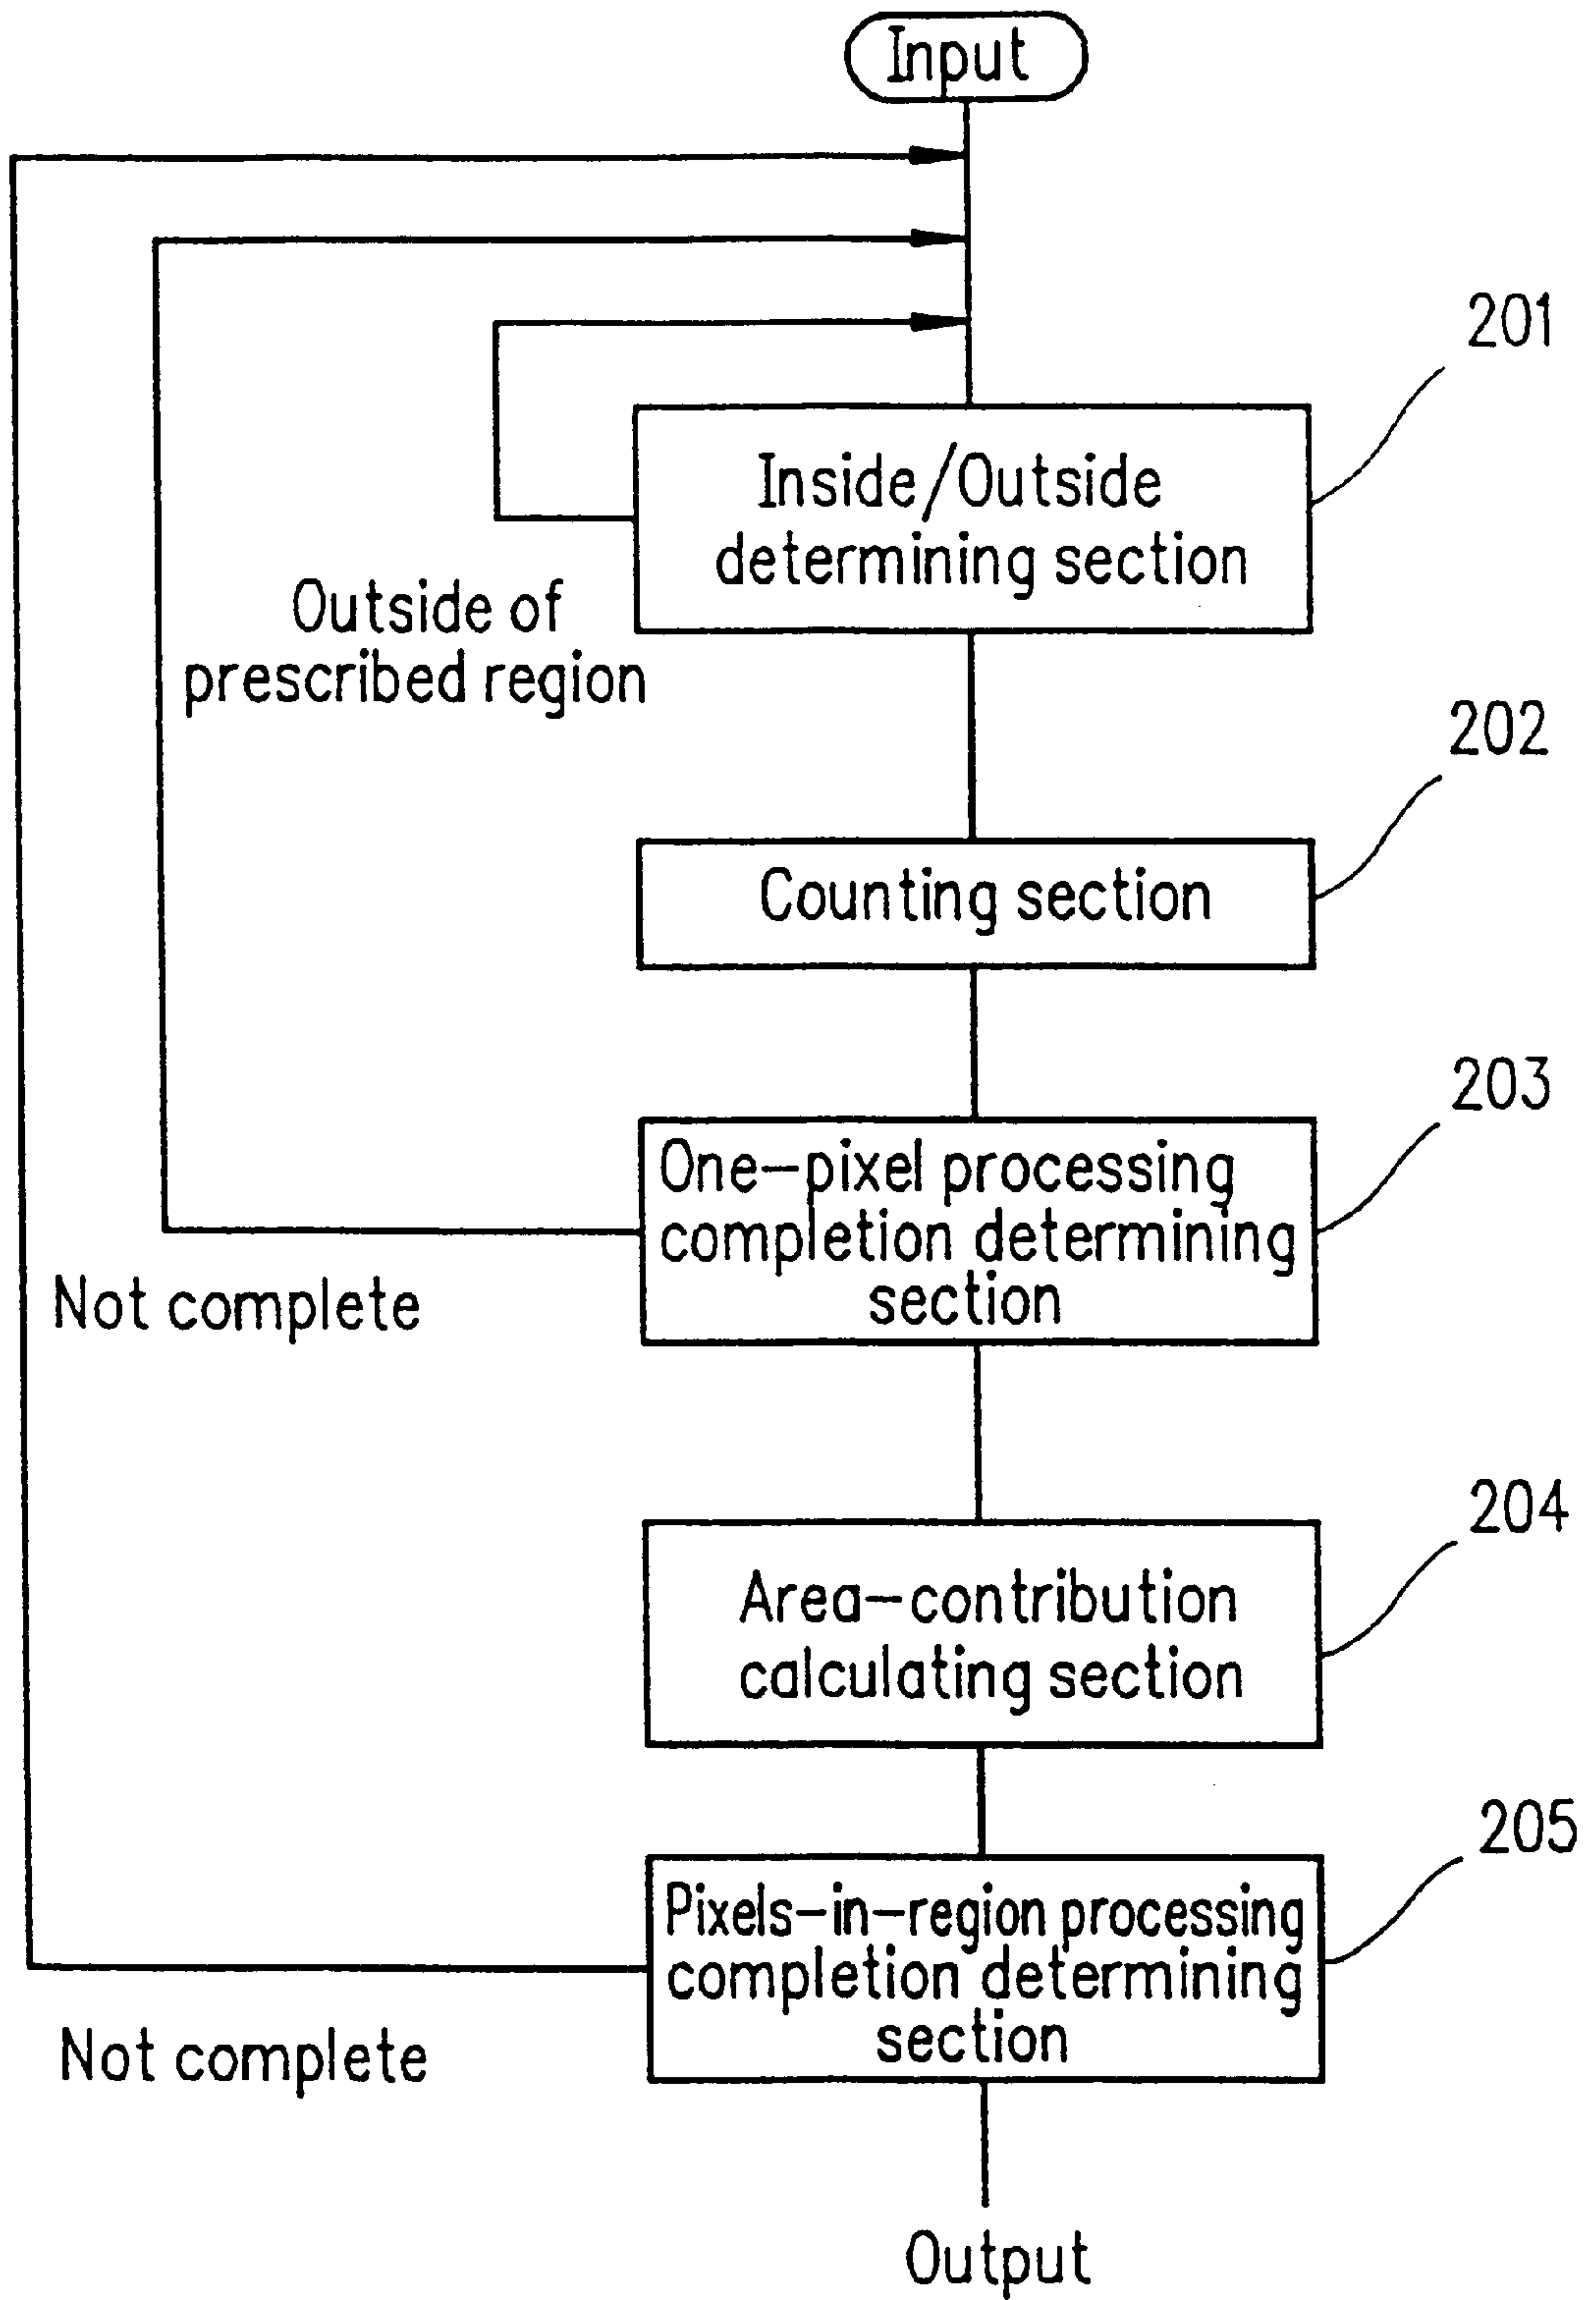 Input
201
Inside/Outside
determining section
Outside of
prescribed region
202
Counting section
203
One-pixel processing
completion determining
section
Not complete
204
Area-contribution
calculating section
205
Pixels-in-region processing
completion determining
section
Not complete
Output